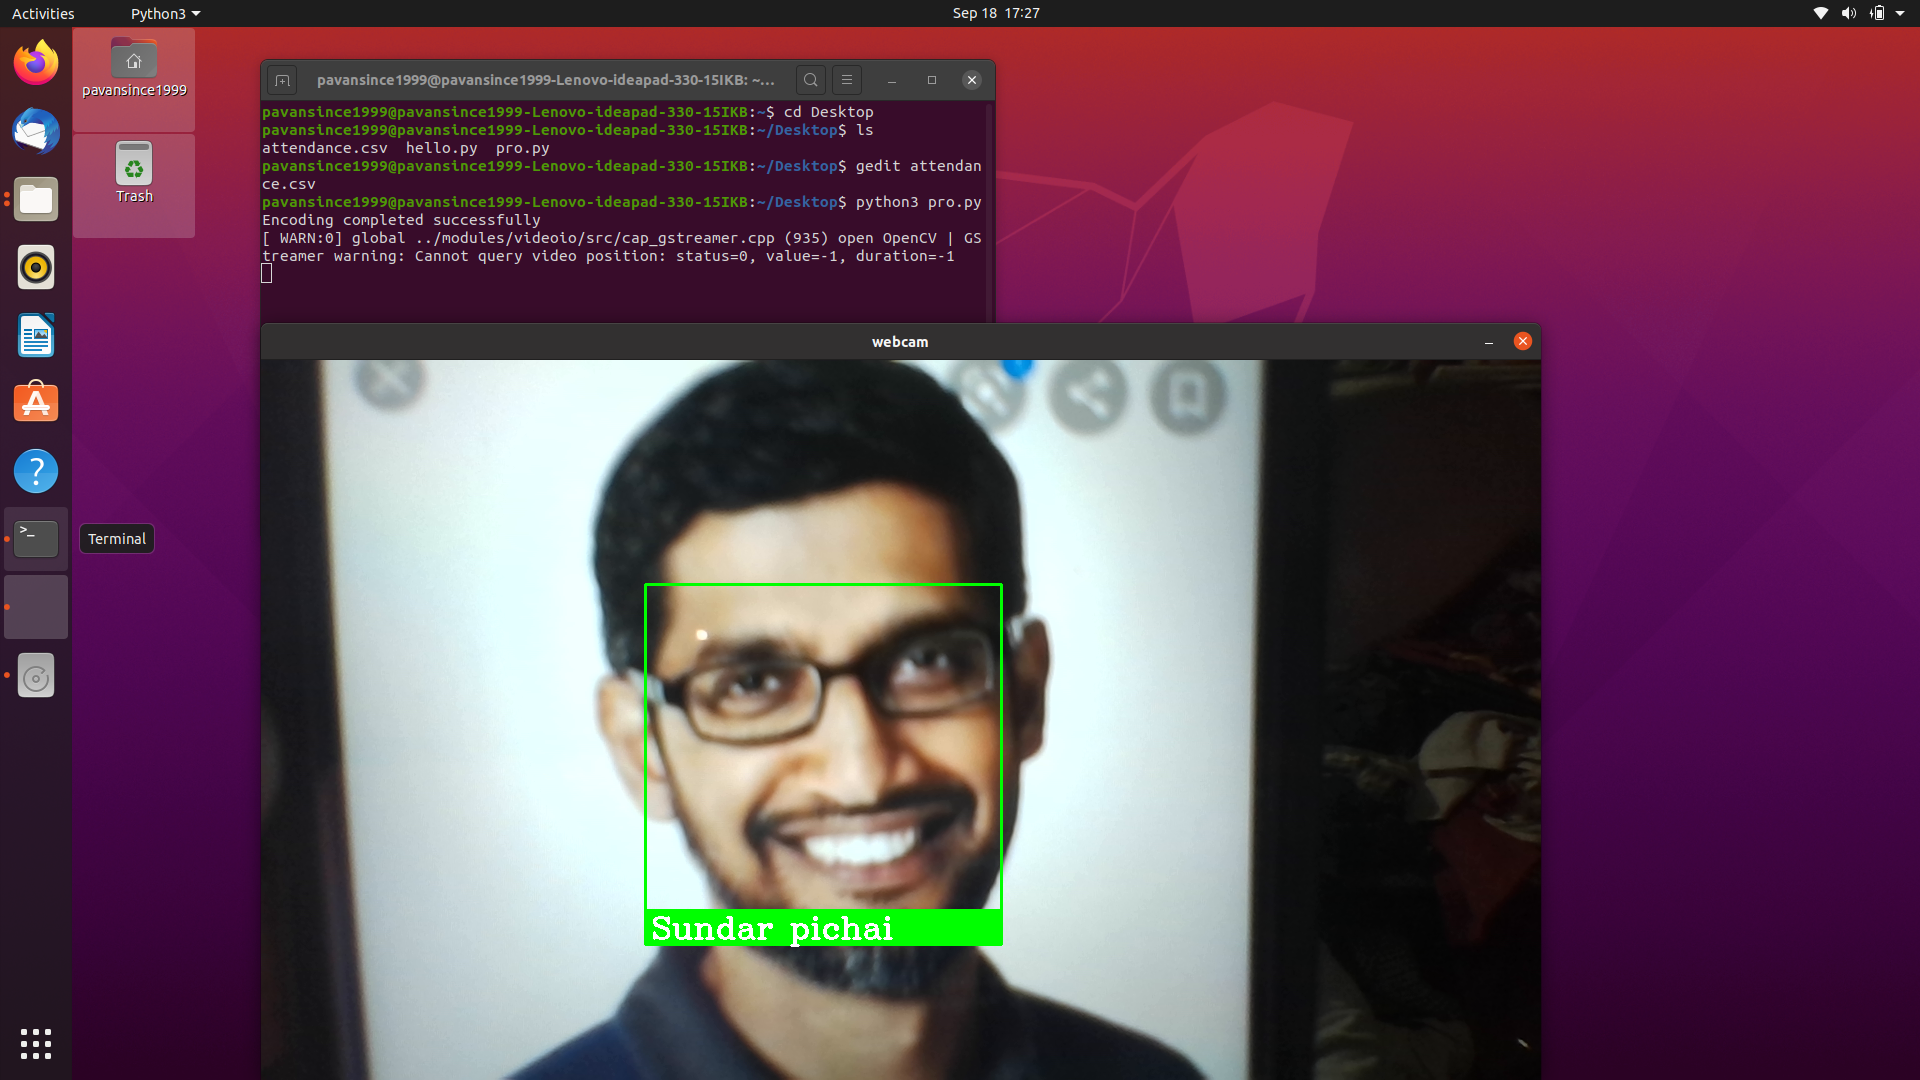 Activities
Python3
Sep 18 17:27
pavansince1999
Trash
Terminal
pavansince1999@pavansince1999-Lenovo-ideapad-330-15IKB: ~...
pavansince1999@pavansince1999-Lenovo-ideapad-330-15IKB:~$ cd Desktop
pavansince1999@pavansince1999-Lenovo-ideapad-330-15IKB:~/Desktop$ ls
attendance.csv  hello.py  pro.py
pavansince1999@pavansince1999-Lenovo-ideapad-330-15IKB:~/Desktop$ gedit attendan
ce.csv
pavansince1999@pavansince1999-Lenovo-ideapad-330-15IKB:~/Desktop$ python3 pro.py
Encoding completed successfully
[ WARN:0] global ../modules/videoio/src/cap_gstreamer.cpp (935) open OpenCV | GS
treamer warning: Cannot query video position: status=0, value=-1, duration=-1
webcam
Sundar pichai